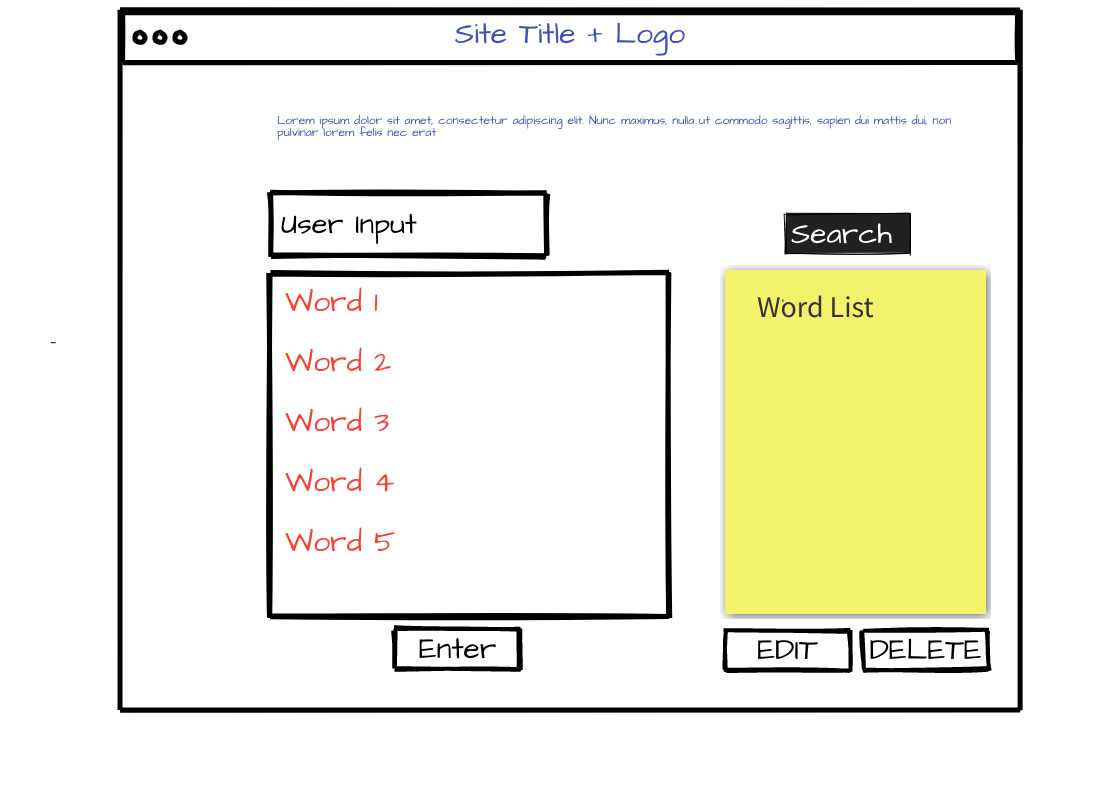 Site Title + Logo
Lorem ipsum dolor sit amet, consectetur adipiscing elit. Nunc maximus, nulla ut commodo sagittis, sapien dui mattis dui, non
pulvinar lorem felis nec erat
User Input
Search
Word 1
Word List
Word 2
-
Word 3
Word 4
Word 5
Enter
EDIT
DELETE